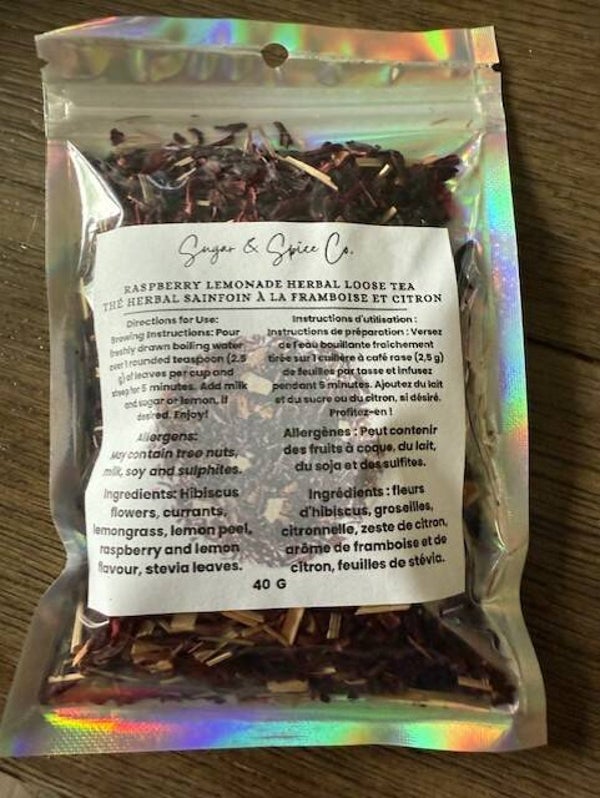 Sugar & Spice Co.
RASPBERRY LEMONADE HERBAL LOOSE TEA
THÉ HERBAL SAINFOIN À LA FRAMBOISE ET CITRON
Directions for Use:
Brewing Instructions: Pour
freshly drawn boiling water
over 1 rounded teaspoon (2.5
g) of leaves per cup and
steep for 5 minutes. Add milk
and sugar or lemon, if
desired. Enjoy!
Allergens:
May contain tree nuts,
milk, soy and sulphites.
Ingredients: Hibiscus
flowers, currants,
lemongrass, lemon peel,
raspberry and lemon
flavour, stevia leaves.
Instructions d'utilisation :
Instructions de préparation : Versez
de l'eau bouillante fraîchement
tirée sur 1 cuillère à café rase (2,5 g)
de feuilles par tasse et infusez
pendant 5 minutes. Ajoutez du lait
et du sucre ou du citron, si désiré.
Profitez-en !
Allergènes : Peut contenir
des fruits à coque, du lait,
du soja et des sulfites.
Ingrédients : fleurs
d'hibiscus, groseilles,
citronnelle, zeste de citron,
arôme de framboise et de
citron, feuilles de stévia.
40 G